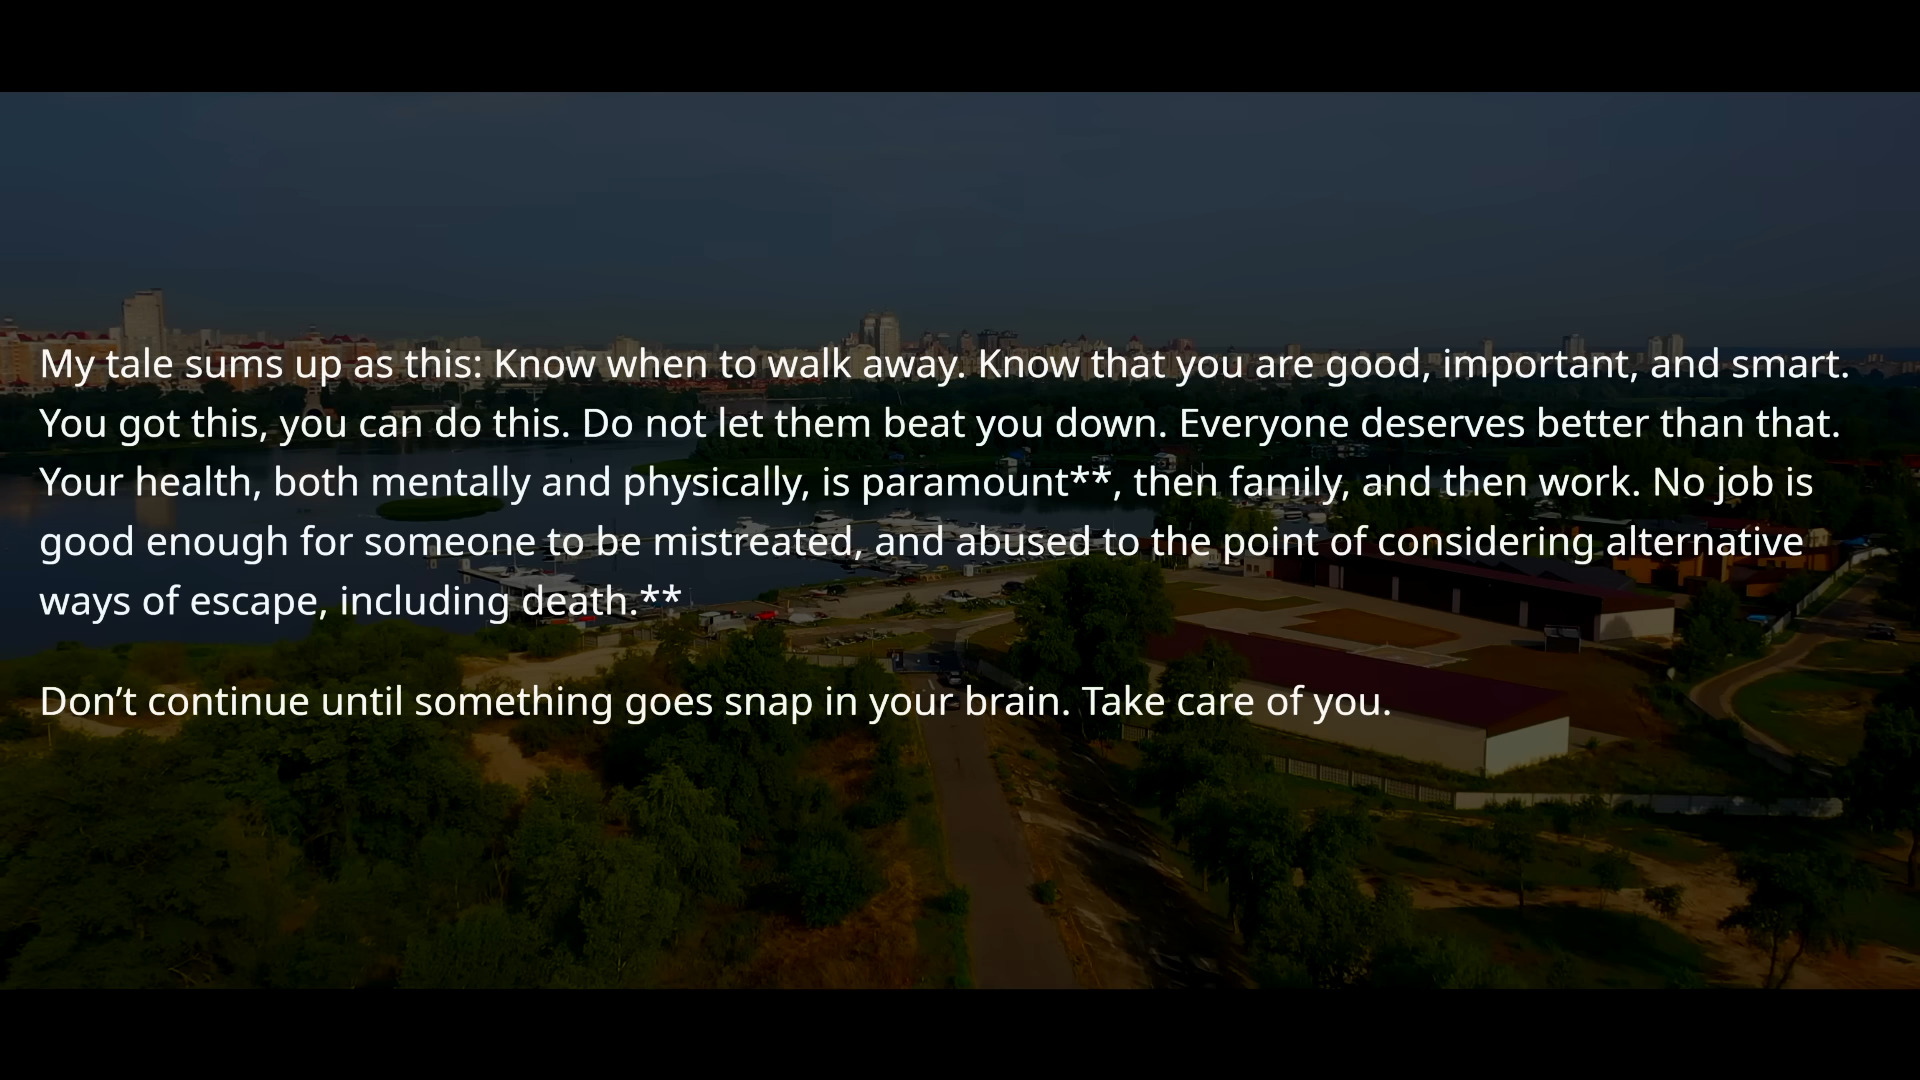 My tale sums up as this: Know when to walk away. Know that you are good, important, and smart.
You got this, you can do this. Do not let them beat you down. Everyone deserves better than that.
Your health, both mentally and physically, is paramount**, then family, and then work. No job is
good enough for someone to be mistreated, and abused to the point of considering alternative
ways of escape, including death.**
Don’t continue until something goes snap in your brain. Take care of you.